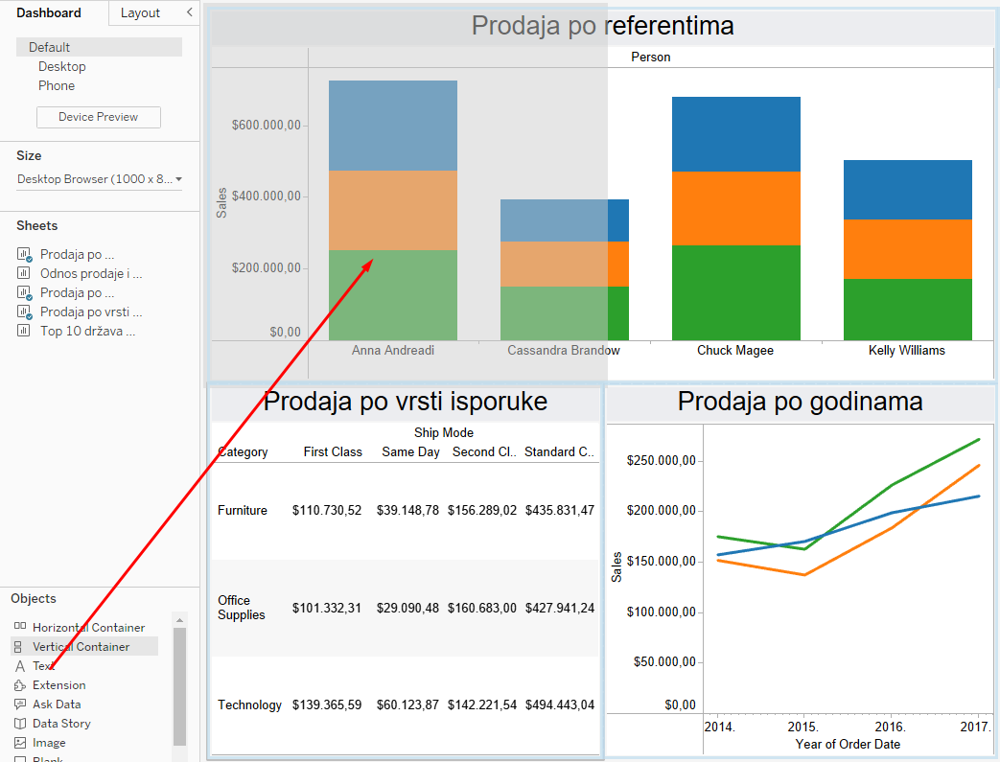 Dashboard
Layout
Default
Desktop
Phone
Device Preview
Size
Desktop Browser (1000 x 8...
Sheets
Prodaja po ...
Odnos prodaje i ...
Prodaja po ...
Prodaja po vrsti ...
Top 10 država ...
Objects
Horizontal Container
Vertical Container
Text
Extension
Ask Data
Data Story
Image
Blank
Prodaja po referentima
Person
Sales
$600.000,00
$400.000,00
$200.000,00
$0,00
Anna Andreadi
Cassandra Brandow
Chuck Magee
Kelly Williams
Prodaja po vrsti isporuke
Ship Mode
Category First Class Same Day Second Cl.. Standard C..
Furniture $110.730,52 $39.148,78 $156.289,02 $435.831,47
Office
Supplies $101.332,31 $29.090,48 $160.683,00 $427.941,24
Technology $139.365,59 $60.123,87 $142.221,54 $494.443,04
Prodaja po godinama
Sales
$250.000,00
$200.000,00
$150.000,00
$100.000,00
$50.000,00
$0,00
2014. 2015. 2016. 2017.
Year of Order Date